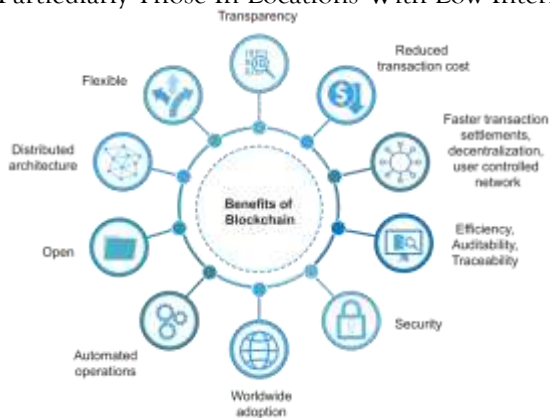 Particularly Those In Locations With Low Inter
Transparency
Reduced
transaction cost
Faster transaction
settlements,
decentralization,
user controlled
network
Efficiency,
Auditability,
Traceability
Security
Worldwide
adoption
Automated
operations
Open
Distributed
architecture
Flexible
Benefits of
Blockchain